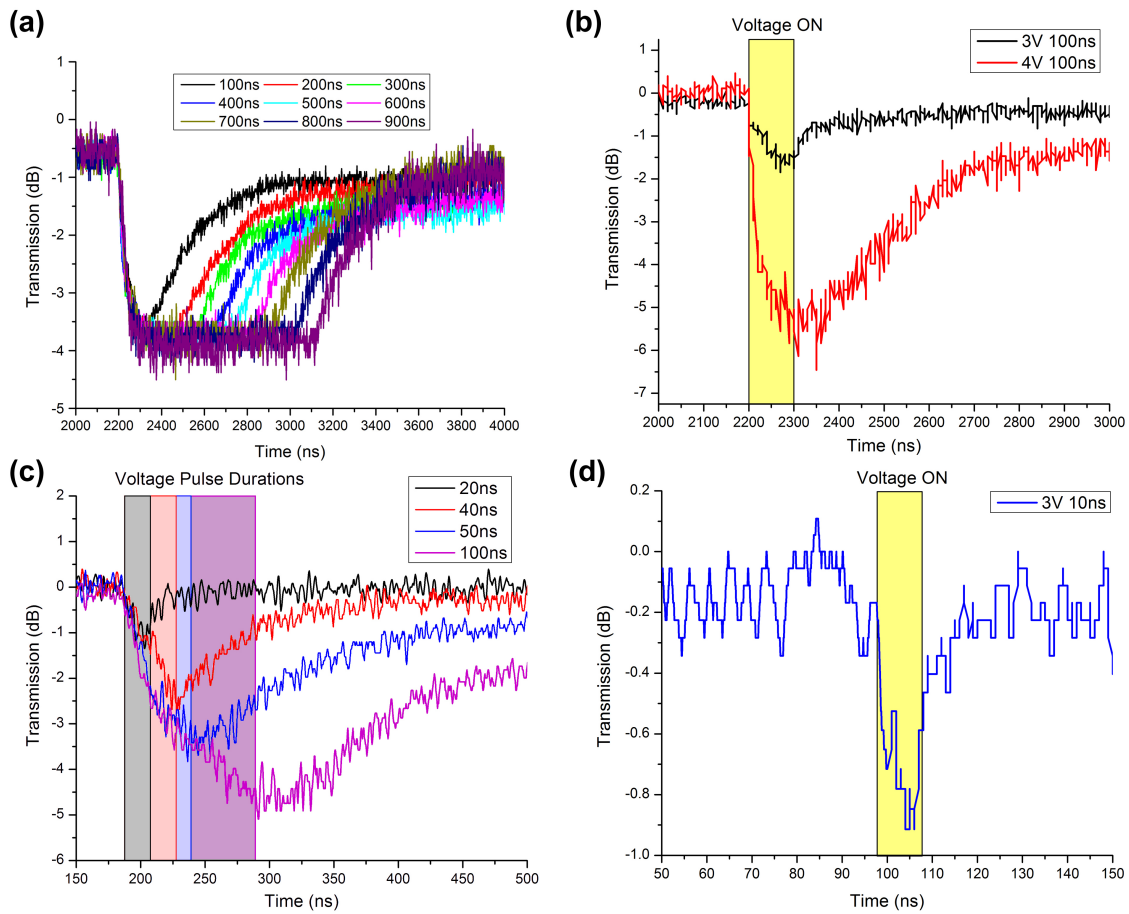 (a)
100ns 200ns 300ns
400ns 500ns 600ns
700ns 800ns 900ns
1
0
-1
-2
-3
-4
-5
Transmission (dB)
2000 2200 2400 2600 2800 3000 3200 3400 3600 3800 4000
Time (ns)
(b)
Voltage ON
3V 100ns
4V 100ns
1
0
-1
-2
-3
-4
-5
-6
-7
Transmission (dB)
2000 2100 2200 2300 2400 2500 2600 2700 2800 2900 3000
Time (ns)
(c)
Voltage Pulse Durations
20ns
40ns
50ns
100ns
2
1
0
-1
-2
-3
-4
-5
-6
Transmission (dB)
150 200 250 300 350 400 450 500
Time (ns)
(d)
Voltage ON
3V 10ns
0.2
0.0
-0.2
-0.4
-0.6
-0.8
-1.0
Transmission (dB)
50 60 70 80 90 100 110 120 130 140 150
Time (ns)